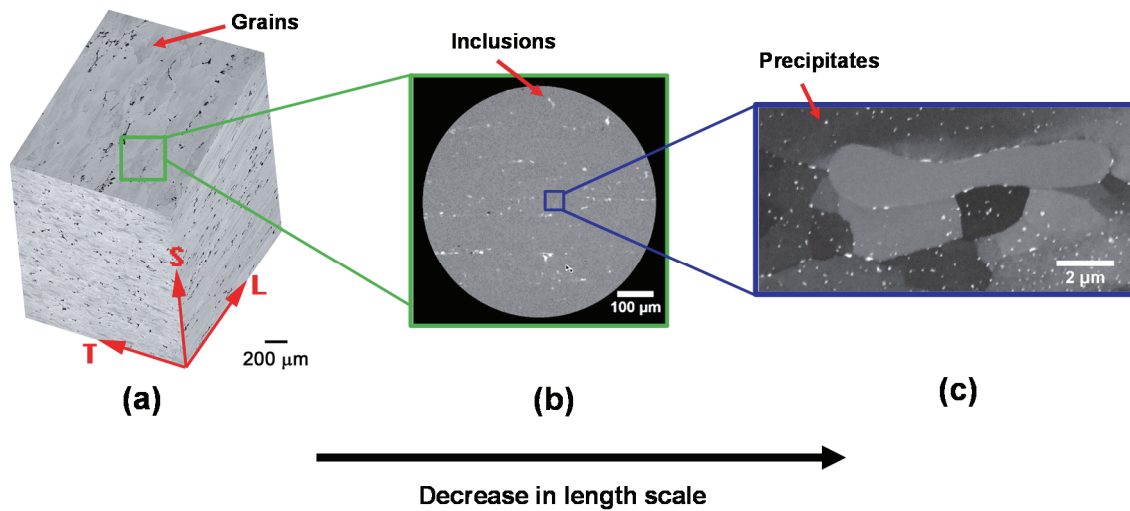 Grains
Inclusions
Precipitates
S
L
T
200 µm
100 µm
2 µm
(a)
(b)
(c)
Decrease in length scale